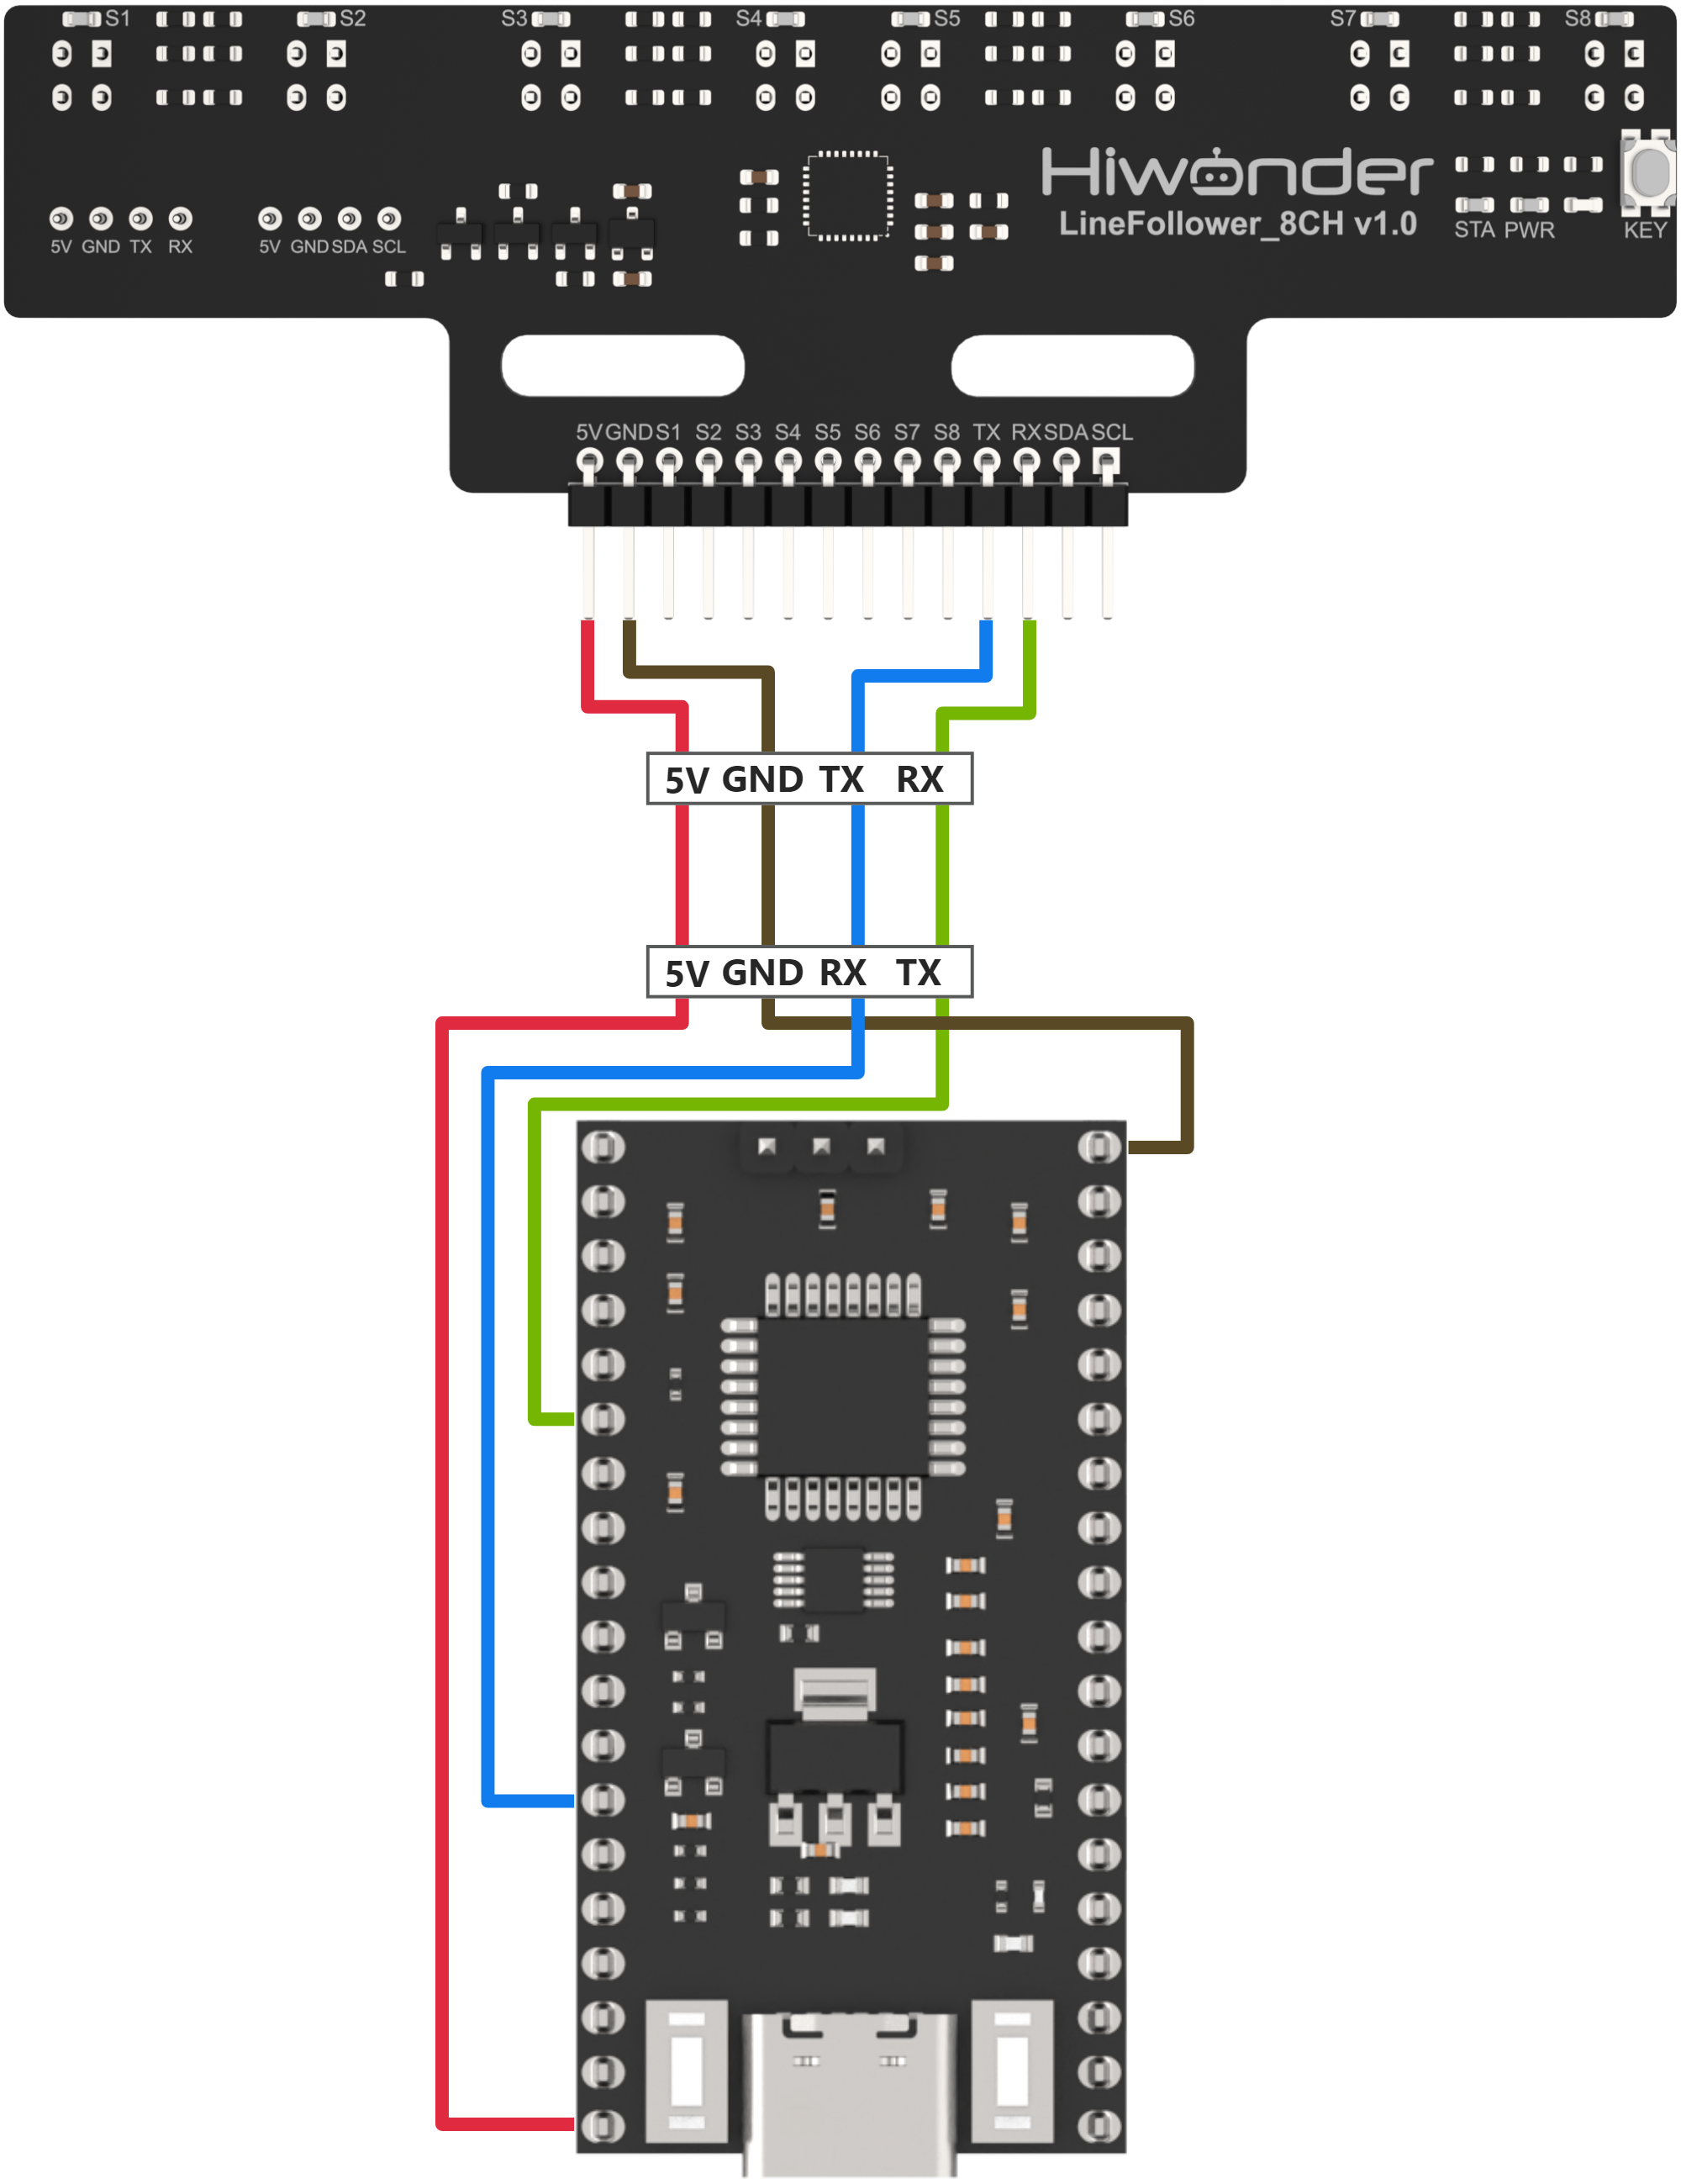 S1 S2 S3 S4 S5 S6 S7 S8
Hiwonder
LineFollower_8CH v1.0
STA PWR KEY
5V GND TX RX 5V GND SDA SCL
5V GND S1 S2 S3 S4 S5 S6 S7 S8 TX RX SDA SCL
5V GND TX RX
5V GND RX TX